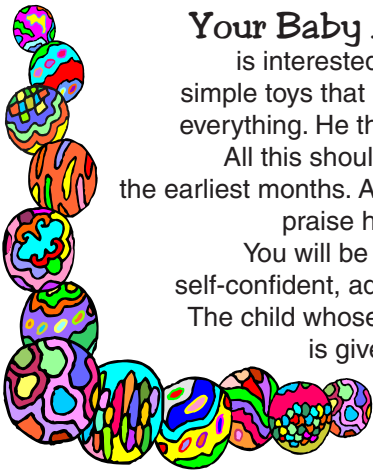 Your Baby
is interested
simple toys that
everything. He th
All this shoul
the earliest months. A
praise h
You will be
self-confident, ad
The child whose
is give